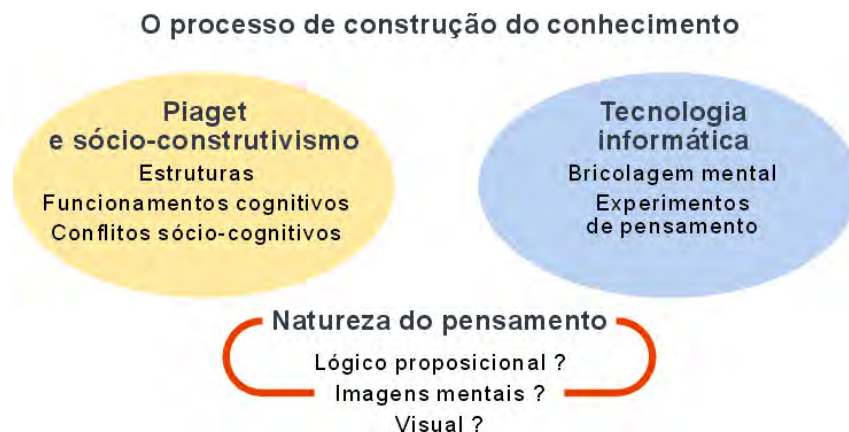 O processo de construção do conhecimento
Piaget
e sócio-construtivismo
Estruturas
Funcionamentos cognitivos
Conflitos sócio-cognitivos
Tecnologia
informática
Bricolagem mental
Experimentos
de pensamento
Natureza do pensamento
Lógico proposicional ?
Imagens mentais ?
Visual ?